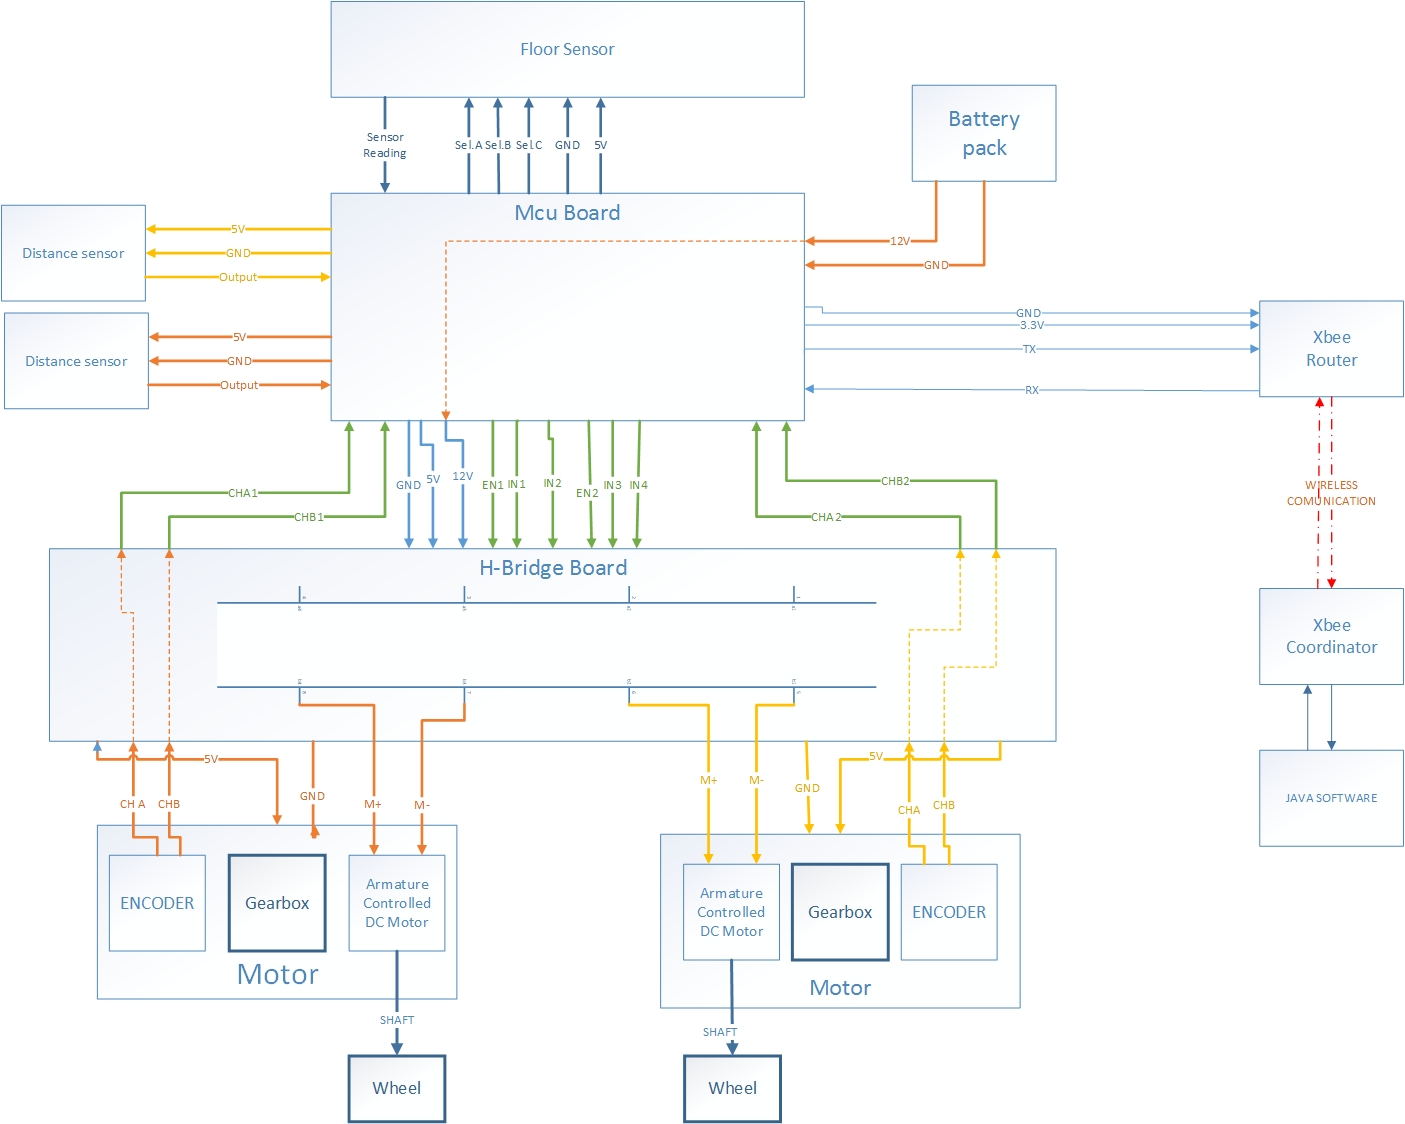 Floor Sensor
Sensor
Reading
Sel.A
Sel.B
Sel.C
GND
5V
Battery
pack
Mcu Board
12V
GND
Distance sensor
5V
GND
Output
Distance sensor
5V
GND
Output
GND
3.3V
TX
RX
Xbee
Router
CHA1
CHB1
GND
5V
12V
EN1
IN1
IN2
EN2
IN3
IN4
CHA2
CHB2
WIRELESS
COMUNICATION
H-Bridge Board
Xbee
Coordinator
5V
CH A
CHB
GND
M+
M-
M+
M-
GND
5V
CHA
CHB
JAVA SOFTWARE
ENCODER
Gearbox
Armature
Controlled
DC Motor
Motor
Armature
Controlled
DC Motor
Gearbox
ENCODER
Motor
SHAFT
SHAFT
Wheel
Wheel